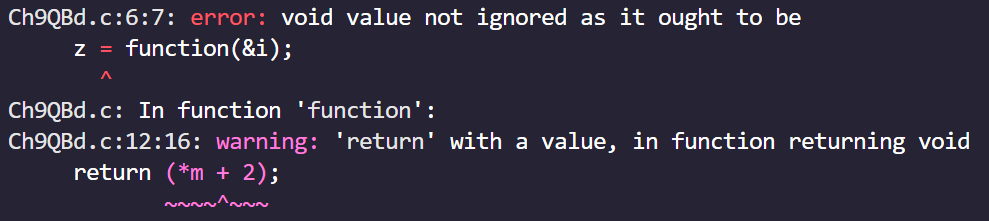 Ch9QBd.c:6:7: error: void value not ignored as it ought to be
     z = function(&i);
       ^
Ch9QBd.c: In function 'function':
Ch9QBd.c:12:16: warning: 'return' with a value, in function returning void
     return (*m + 2);
            ~~~~^~~~